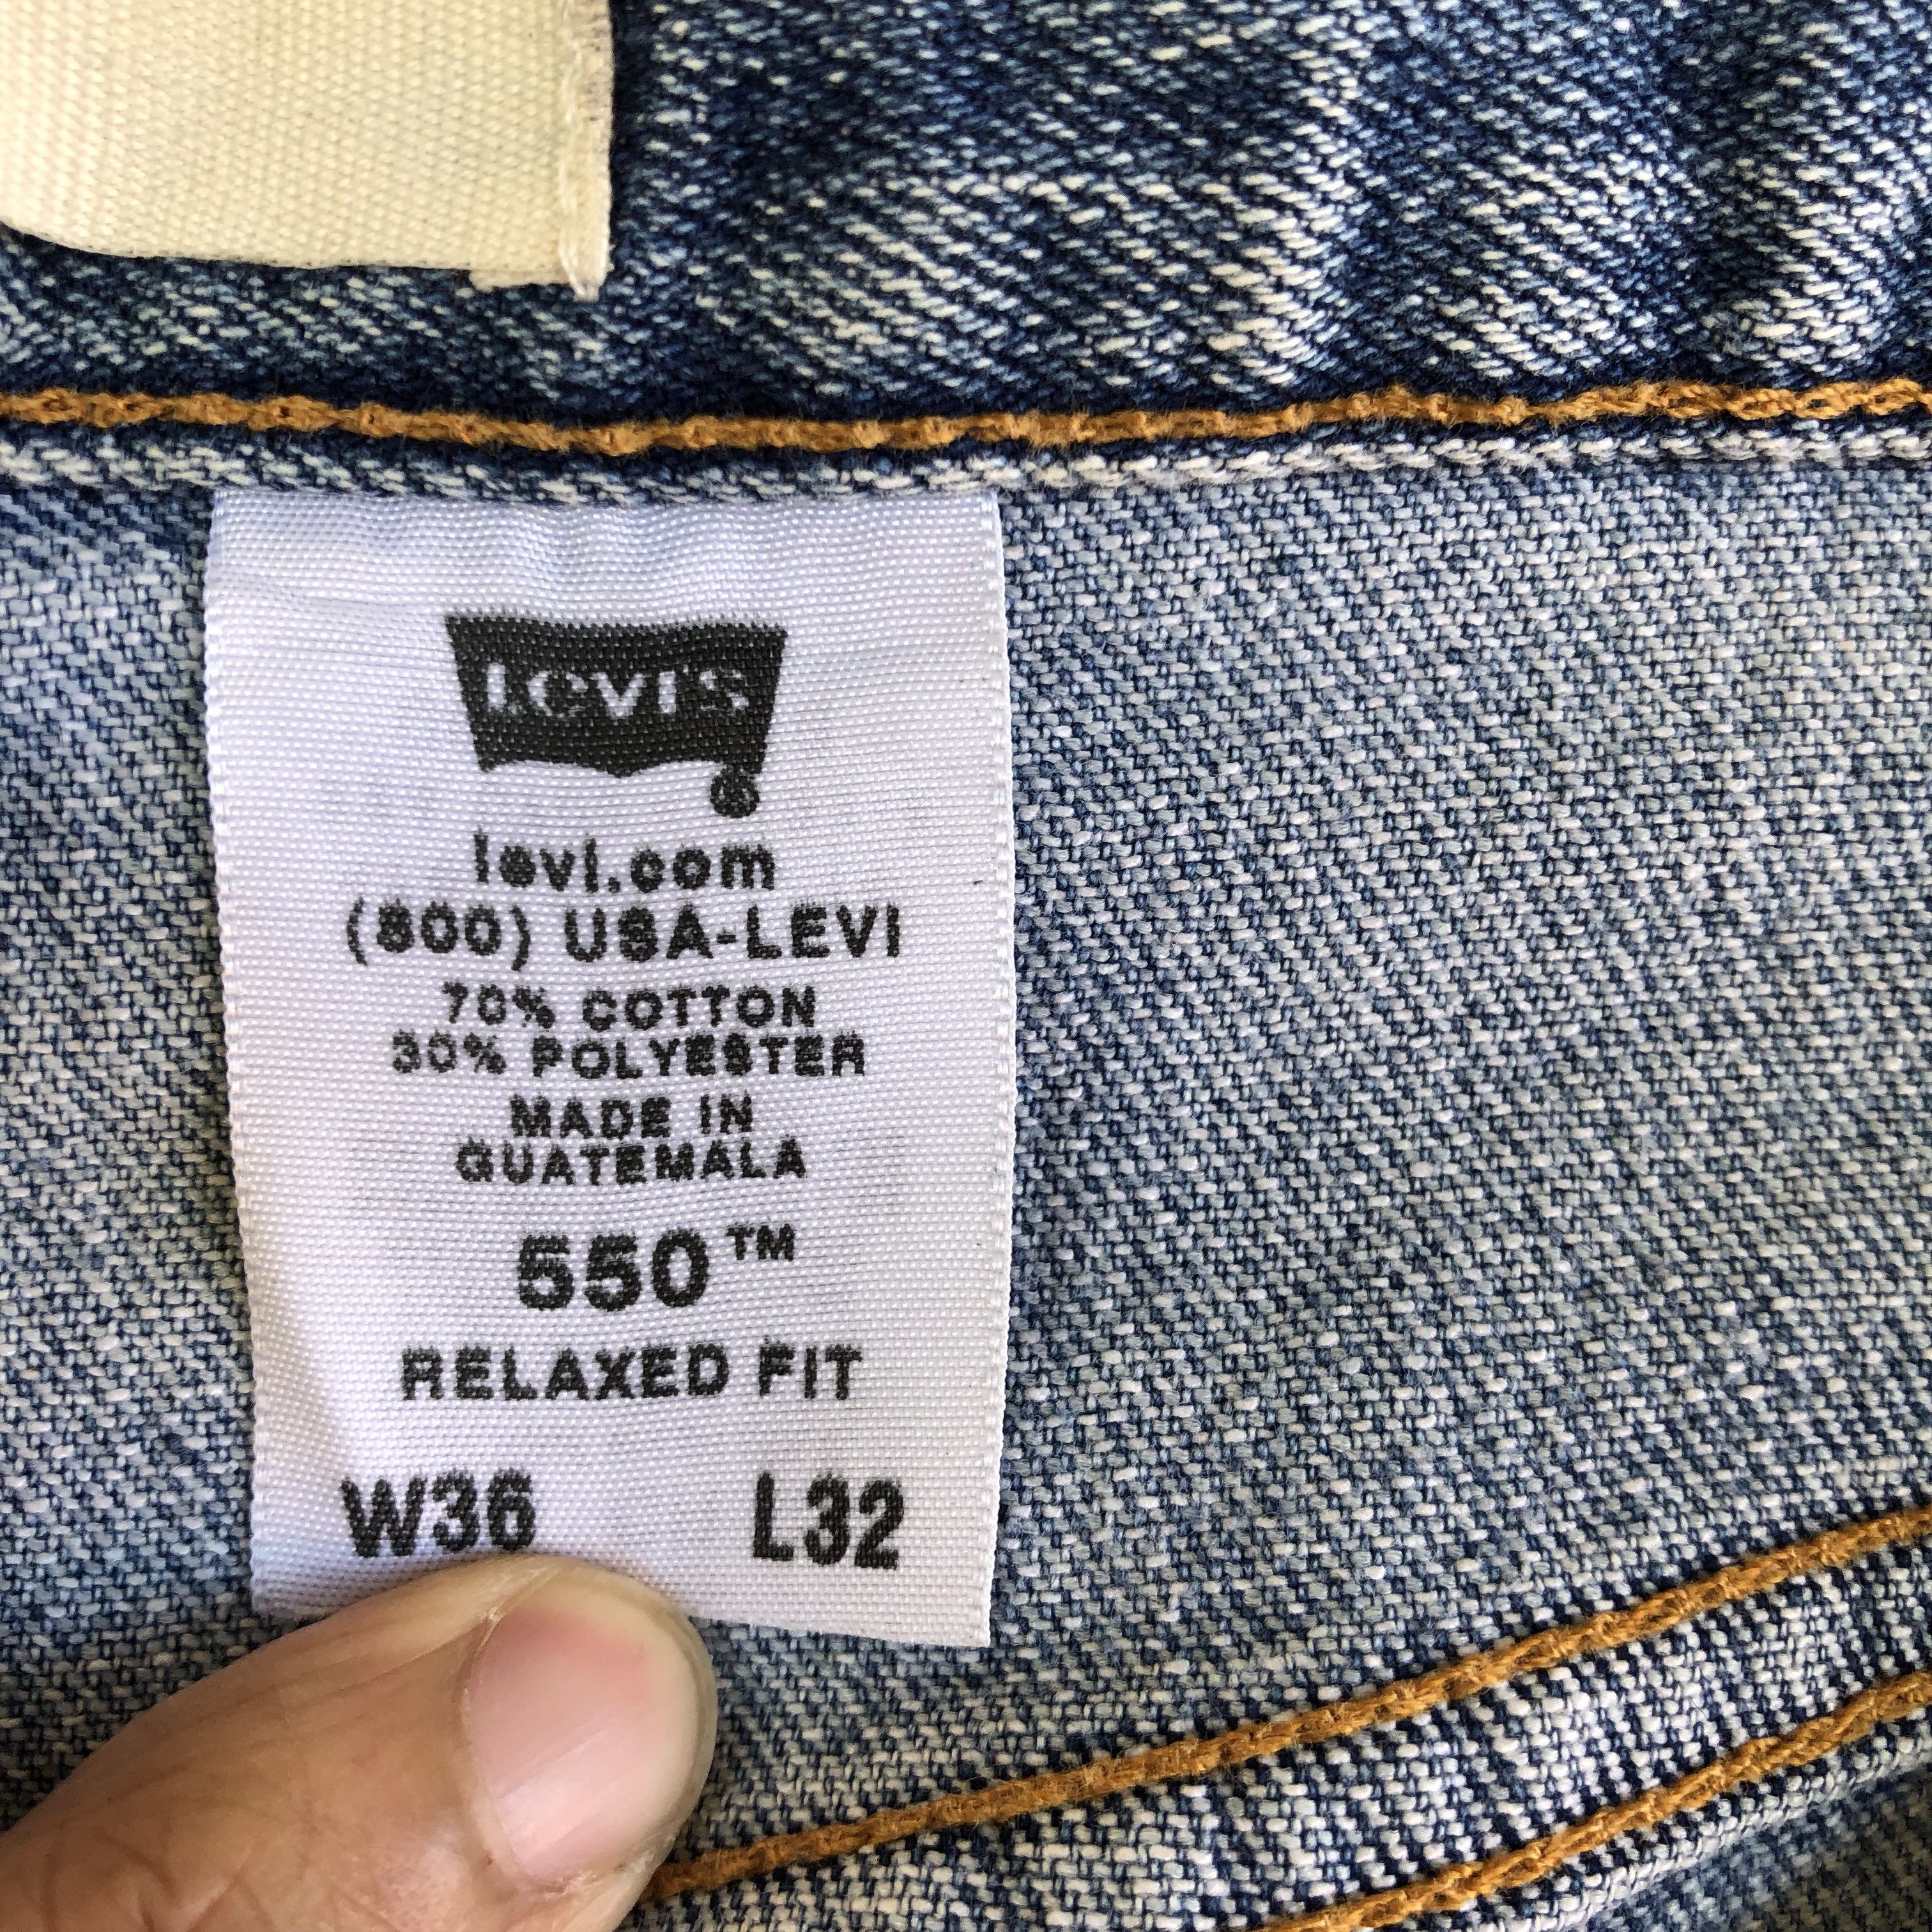 Levi's
levi.com
(800) USA-LEVI
70% COTTON
30% POLYESTER
MADE IN
GUATEMALA
550™
RELAXED FIT
W36 L32